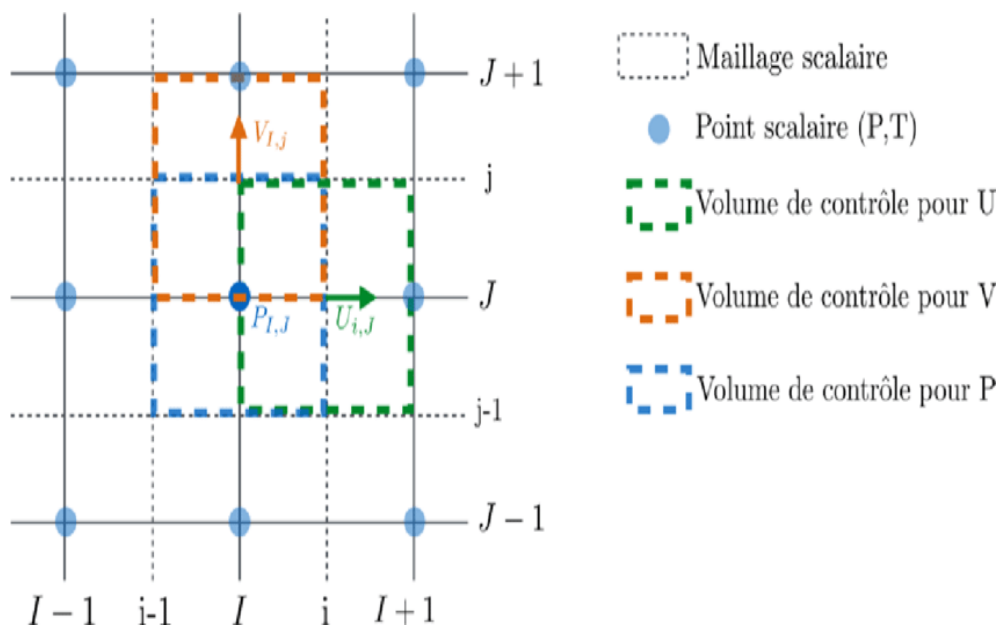 J + 1
V_{I,j}
j
J
P_{I,J}
U_{i,J}
j-1
J − 1
I − 1
i-1
I
i
I + 1
Maillage scalaire
Point scalaire (P,T)
Volume de contrôle pour U
Volume de contrôle pour V
Volume de contrôle pour P